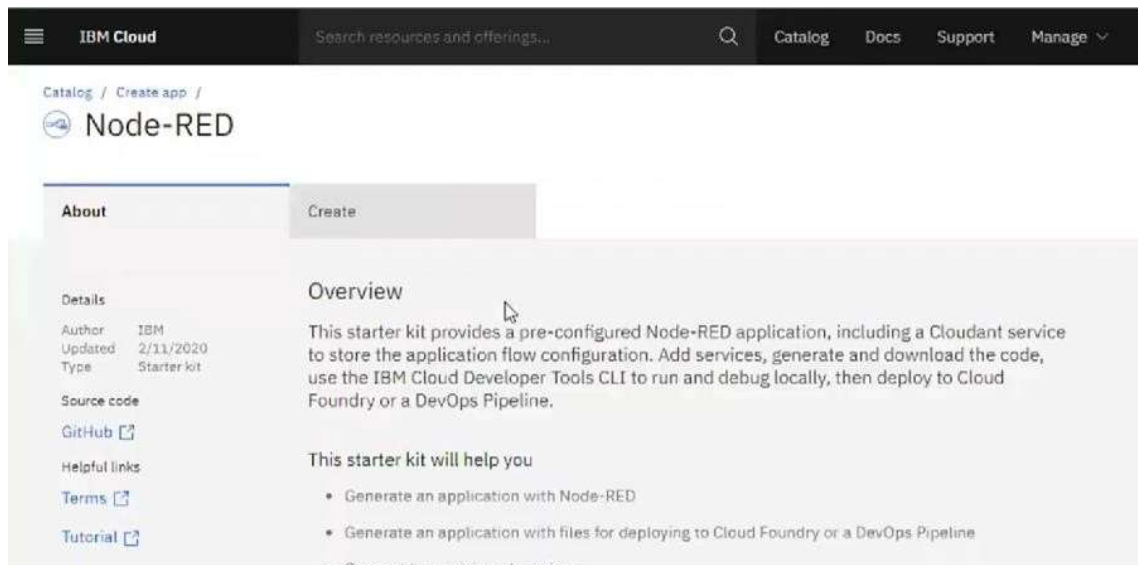 IBM Cloud
Search resources and offerings...
Catalog
Docs
Support
Manage
Catalog / Create app /
Node-RED
About
Create
Details
Author IBM
Updated 2/11/2020
Type Starter kit
Source code
GitHub
Helpful links
Terms
Tutorial
Overview
This starter kit provides a pre-configured Node-RED application, including a Cloudant service
to store the application flow configuration. Add services, generate and download the code,
use the IBM Cloud Developer Tools CLI to run and debug locally, then deploy to Cloud
Foundry or a DevOps Pipeline.
This starter kit will help you
• Generate an application with Node-RED
• Generate an application with files for deploying to Cloud Foundry or a DevOps Pipeline